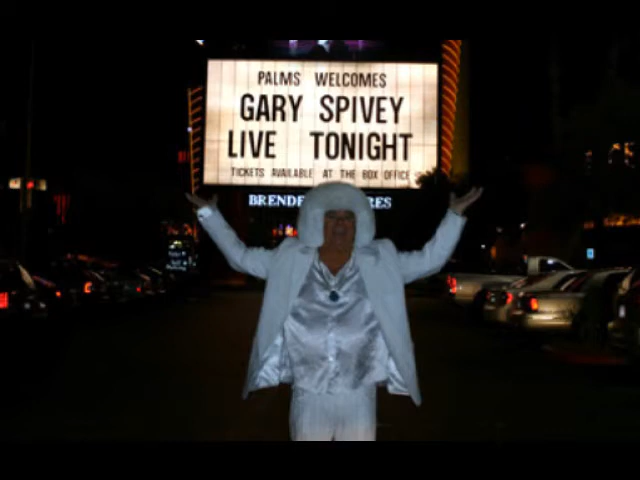 PALMS WELCOMES
GARY SPIVEY
LIVE TONIGHT
TICKETS AVAILABLE AT THE BOX OFFICE